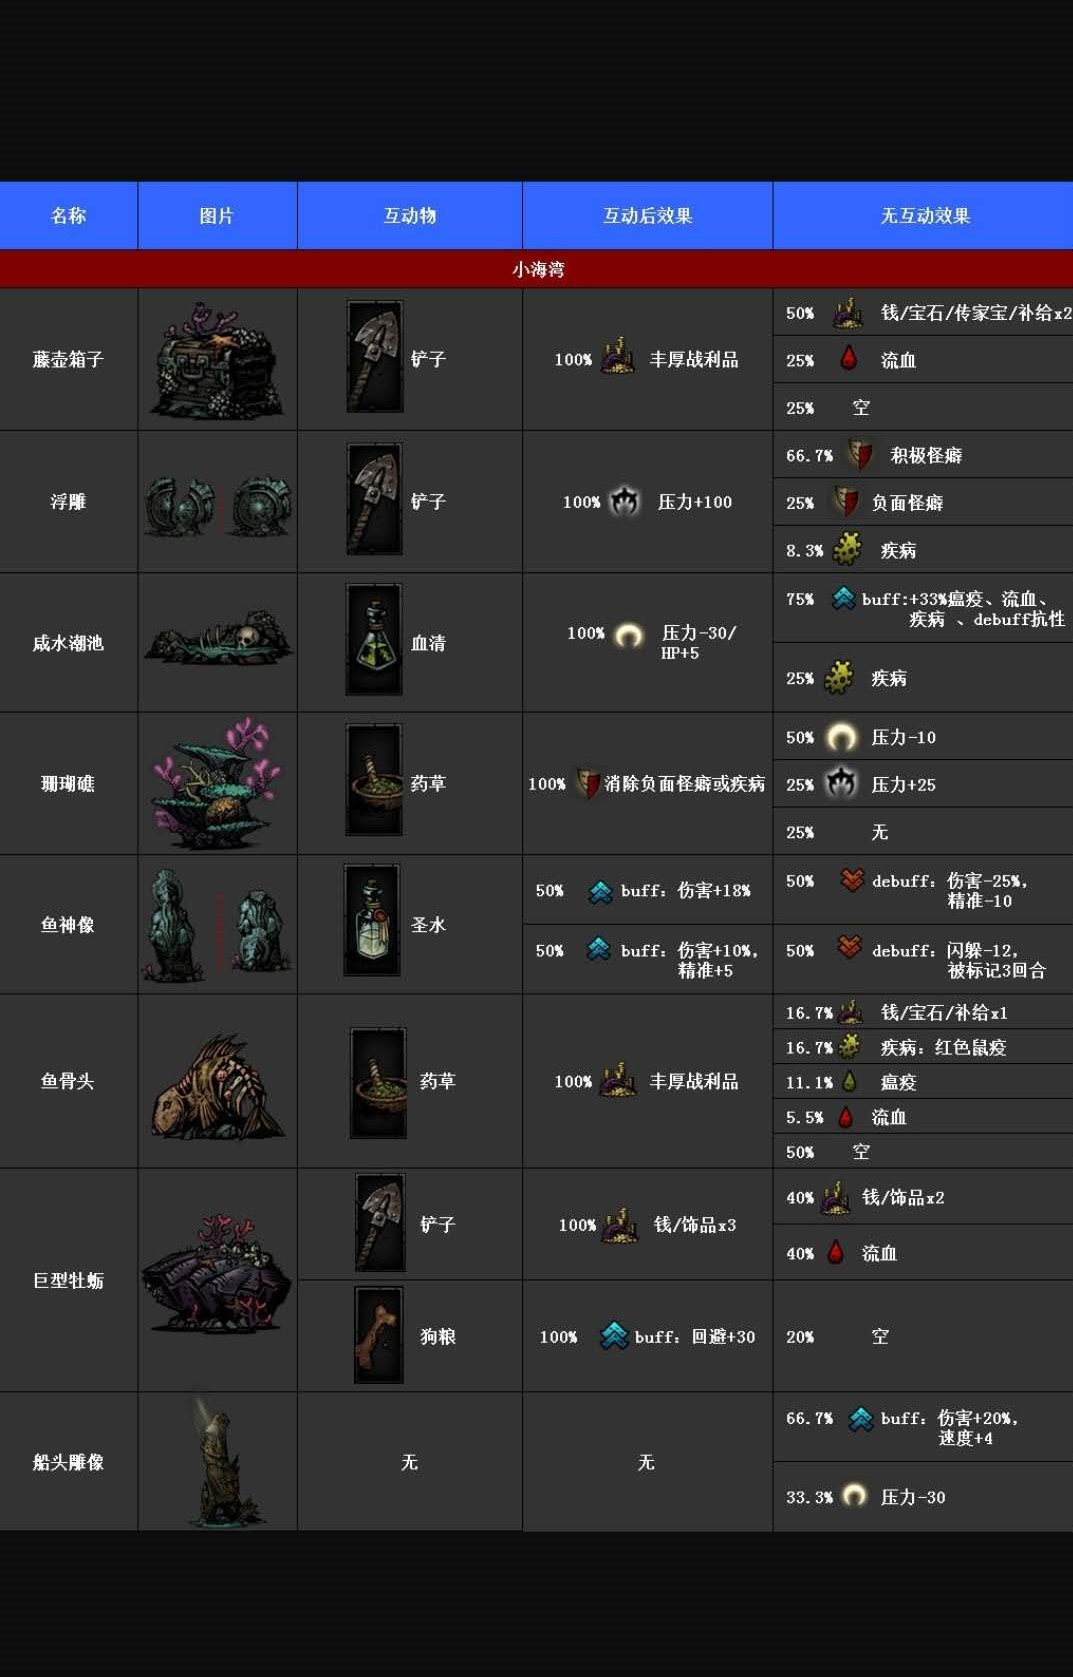 名称 图片 互动物 互动后效果 无互动效果
小海湾
藤壶箱子 铲子 100% 丰厚战利品
50% 钱/宝石/传家宝/补给x2
25% 流血
25% 空
浮雕 铲子 100% 压力+100
66.7% 积极怪癖
25% 负面怪癖
8.3% 疾病
咸水潮池 血清 100% 压力-30/
HP+5
75% buff:+33%瘟疫、流血、
疾病 、debuff抗性
25% 疾病
珊瑚礁 药草 100% 消除负面怪癖或疾病
50% 压力-10
25% 压力+25
25% 无
鱼神像 圣水
50% buff: 伤害+18%
50% buff: 伤害+10%,
精准+5
50% debuff: 伤害-25%,
精准-10
50% debuff: 闪躲-12,
被标记3回合
鱼骨头 药草 100% 丰厚战利品
16.7% 钱/宝石/补给x1
16.7% 疾病: 红色鼠疫
11.1% 瘟疫
5.5% 流血
50% 空
巨型牡蛎
铲子 100% 钱/饰品x3
40% 钱/饰品x2
40% 流血
狗粮 100% buff: 回避+30
20% 空
船头雕像 无 无
66.7% buff: 伤害+20%,
速度+4
33.3% 压力-30